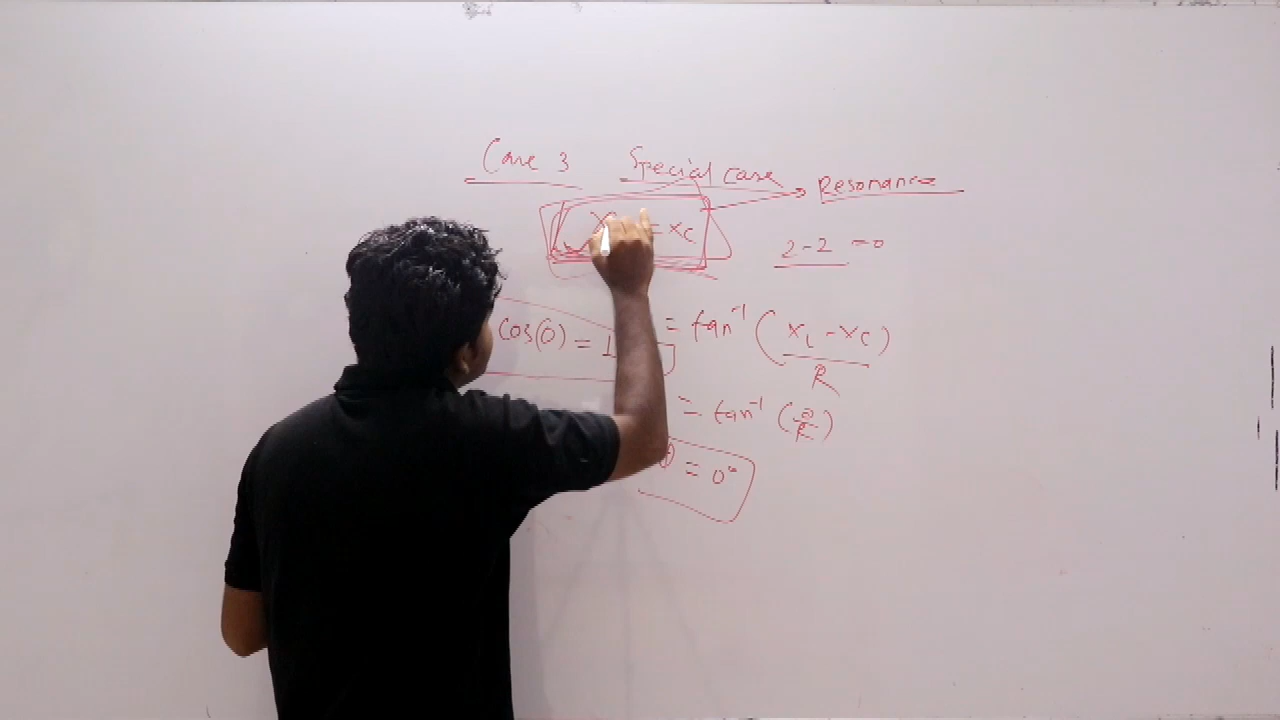 Case 3 Special case → Resonance
X = XC
2-2 =0
cos(0) = 1 = tan⁻¹ (XL - XC / R)
= tan⁻¹ (0/R)
= 0°